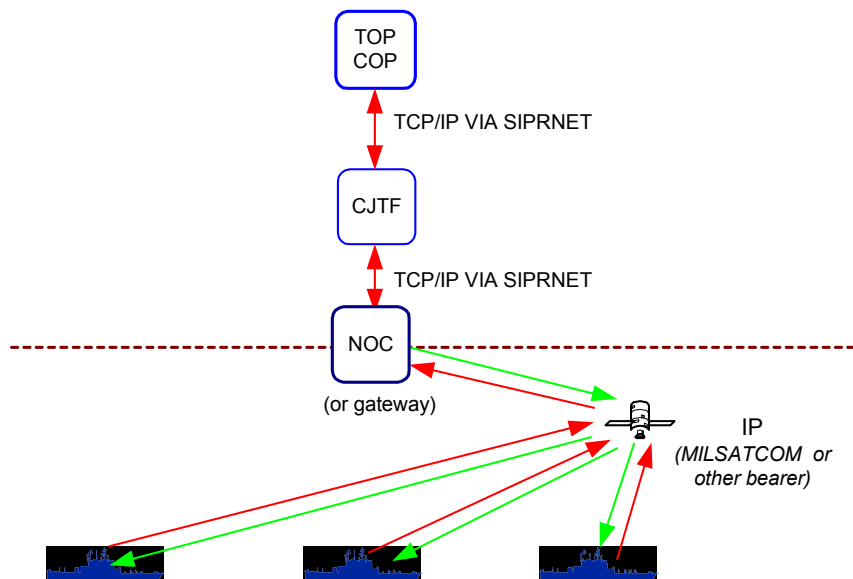 TOP
COP
TCP/IP VIA SIPRNET
CJTF
TCP/IP VIA SIPRNET
NOC
(or gateway)
IP
(MILSATCOM or
other bearer)